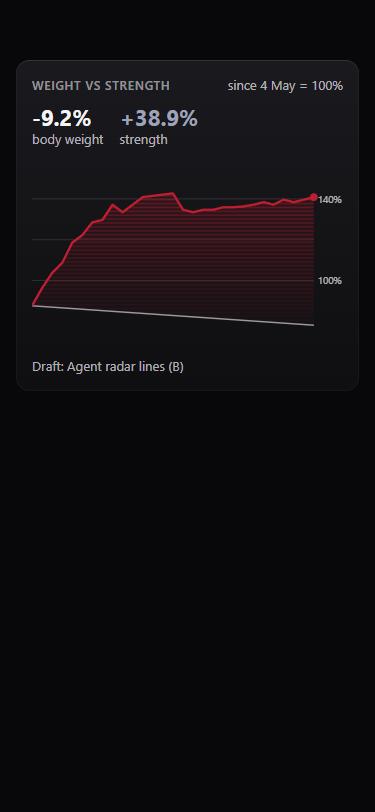 WEIGHT VS STRENGTH since 4 May = 100%
-9.2% +38.9%
body weight strength
140%
100%
Draft: Agent radar lines (B)